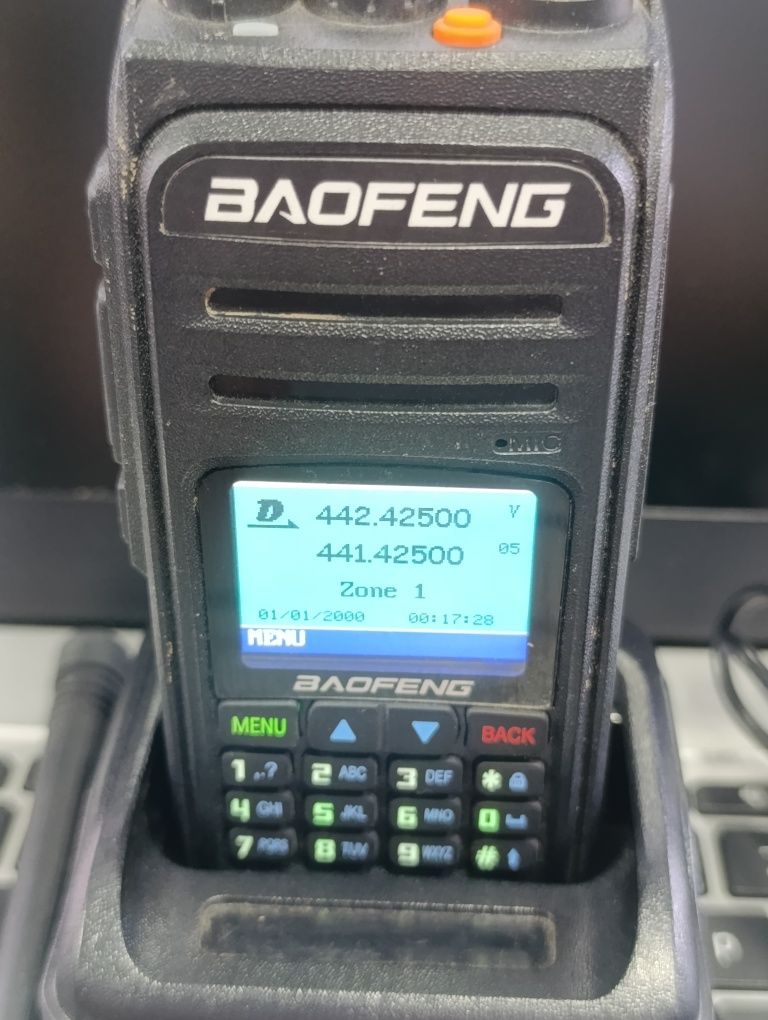 BAOFENG
MIC
D 442.42500 V
441.42500 05
Zone 1
01/01/2000 00:17:28
MENU
BAOFENG
MENU BACK
1 .,? 2 ABC 3 DEF *
4 GHI 5 JKL 6 MNO 0
7 PQRS 8 TUV 9 WXYZ #